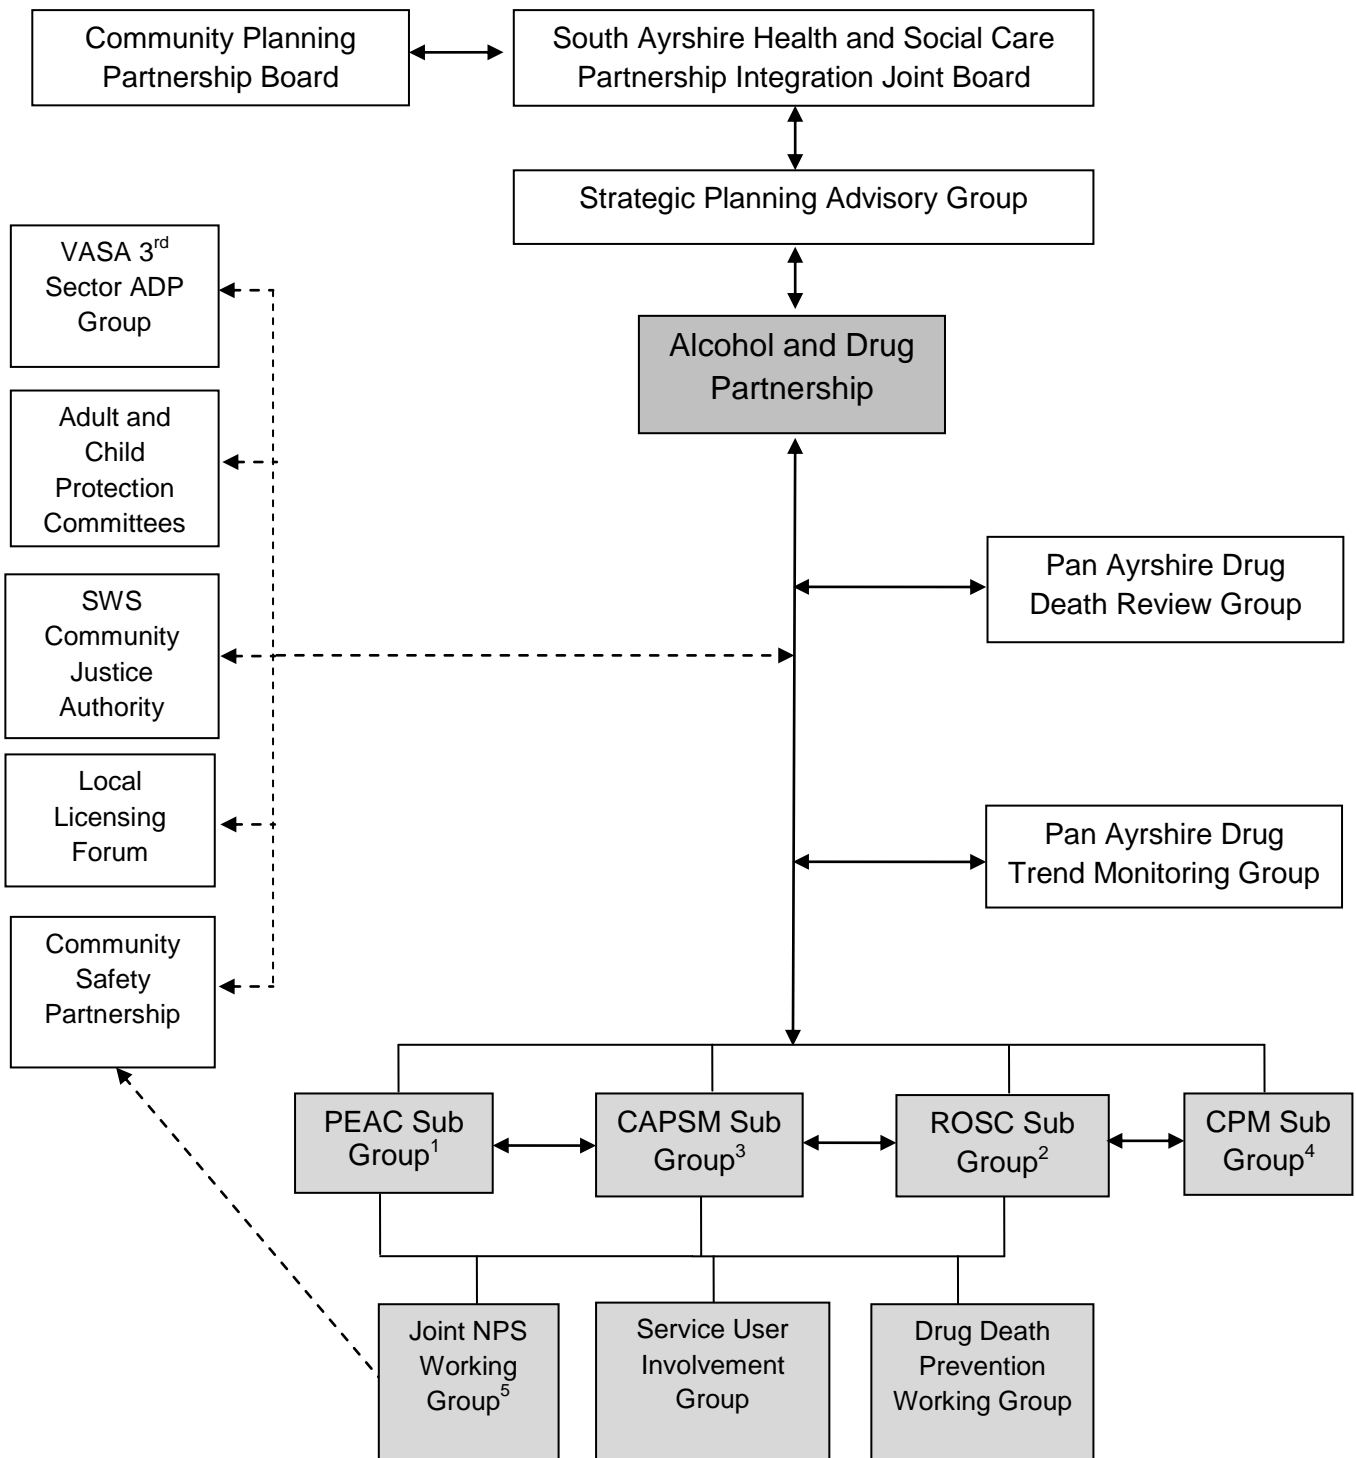 Community Planning
Partnership Board
South Ayrshire Health and Social Care
Partnership Integration Joint Board
Strategic Planning Advisory Group
VASA 3rd
Sector ADP
Group
Alcohol and Drug
Partnership
Adult and
Child
Protection
Committees
Pan Ayrshire Drug
Death Review Group
SWS
Community
Justice
Authority
Local
Licensing
Forum
Pan Ayrshire Drug
Trend Monitoring Group
Community
Safety
Partnership
PEAC Sub
Group1
CAPSM Sub
Group3
ROSC Sub
Group2
CPM Sub
Group4
Joint NPS
Working
Group5
Service User
Involvement
Group
Drug Death
Prevention
Working Group